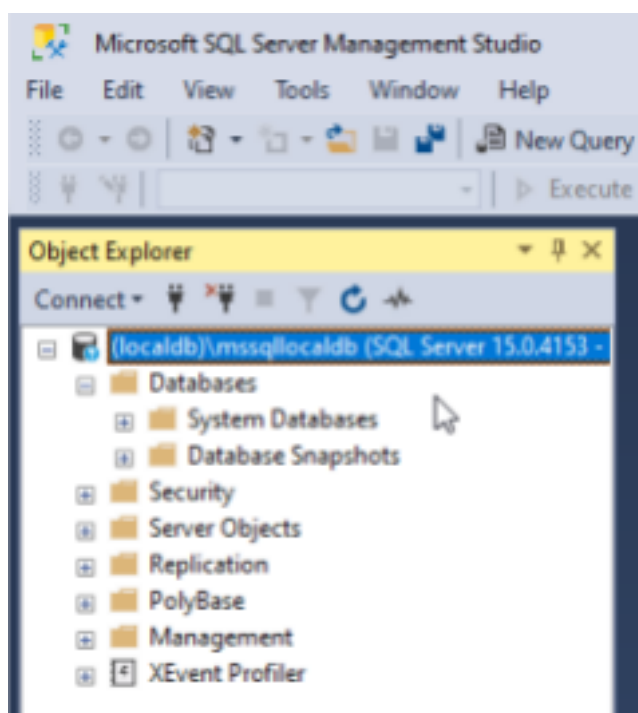 Microsoft SQL Server Management Studio
File Edit View Tools Window Help
New Query
Execute
Object Explorer
Connect
(localdb)\mssqllocaldb (SQL Server 15.0.4153 -
Databases
System Databases
Database Snapshots
Security
Server Objects
Replication
PolyBase
Management
XEvent Profiler